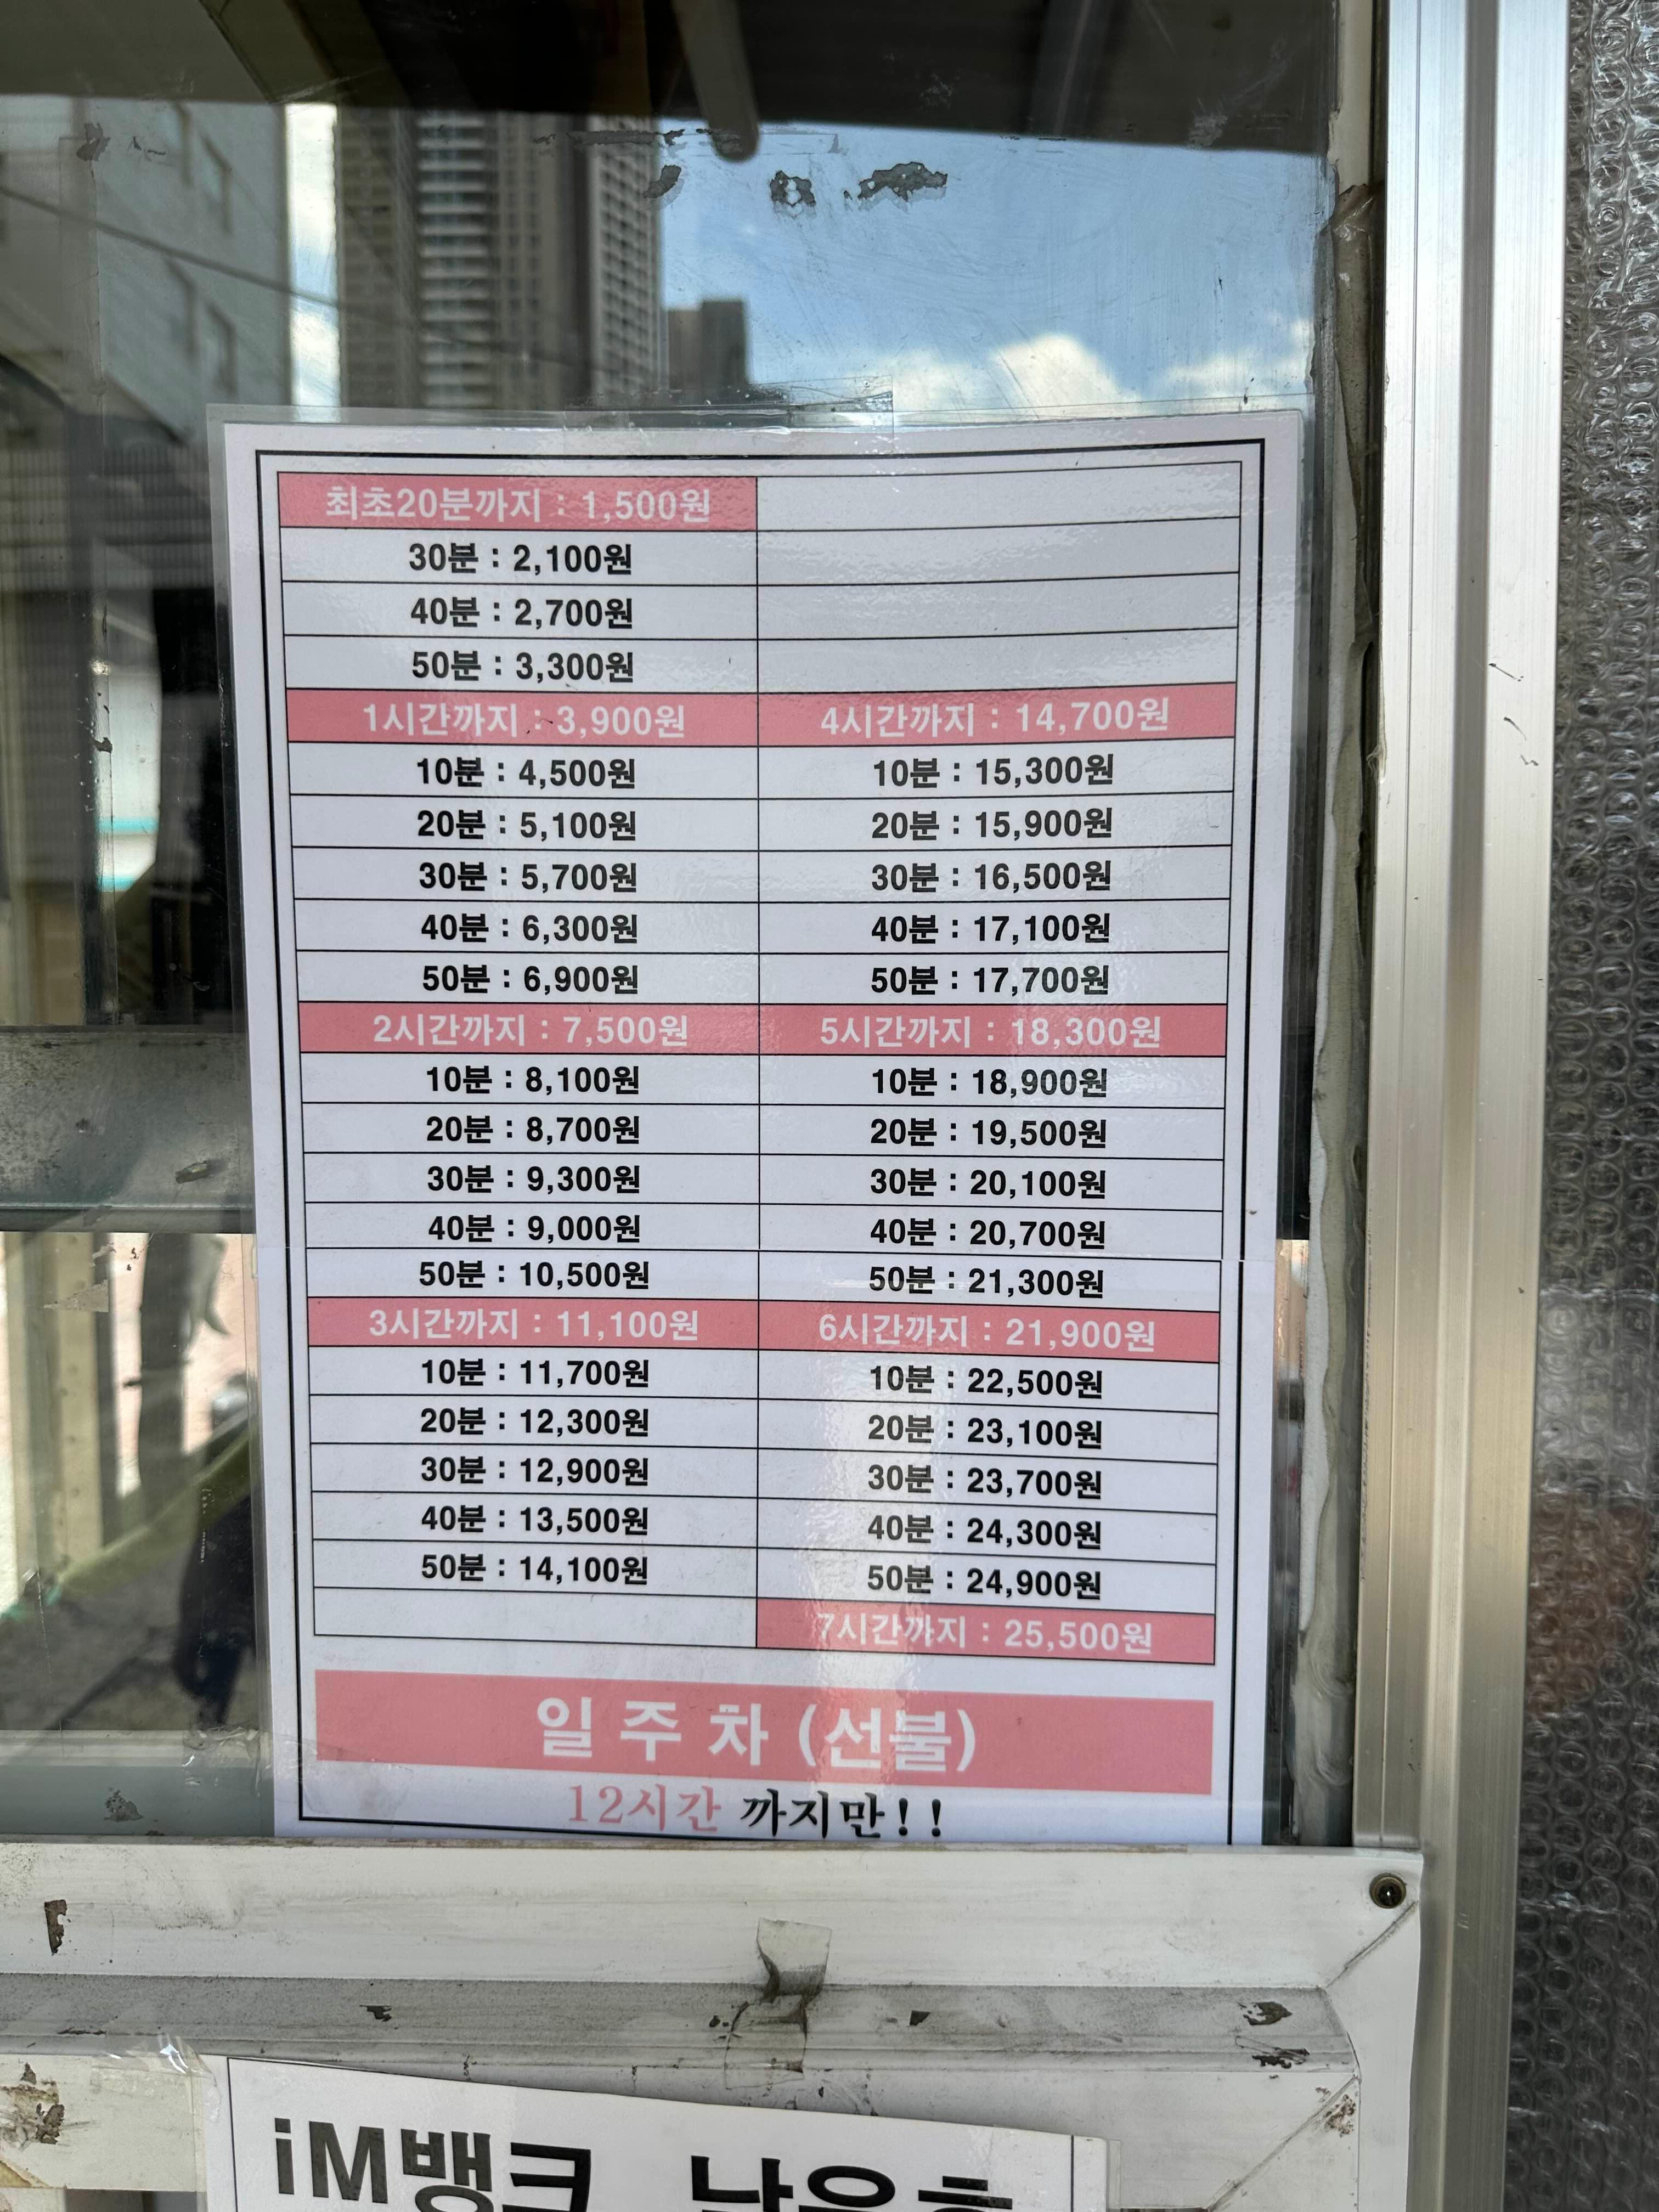 최초20분까지 : 1,500원
30분 : 2,100원
40분 : 2,700원
50분 : 3,300원
1시간까지 : 3,900원
10분 : 4,500원
20분 : 5,100원
30분 : 5,700원
40분 : 6,300원
50분 : 6,900원
2시간까지 : 7,500원
10분 : 8,100원
20분 : 8,700원
30분 : 9,300원
40분 : 9,000원
50분 : 10,500원
3시간까지 : 11,100원
10분 : 11,700원
20분 : 12,300원
30분 : 12,900원
40분 : 13,500원
50분 : 14,100원
4시간까지 : 14,700원
10분 : 15,300원
20분 : 15,900원
30분 : 16,500원
40분 : 17,100원
50분 : 17,700원
5시간까지 : 18,300원
10분 : 18,900원
20분 : 19,500원
30분 : 20,100원
40분 : 20,700원
50분 : 21,300원
6시간까지 : 21,900원
10분 : 22,500원
20분 : 23,100원
30분 : 23,700원
40분 : 24,300원
50분 : 24,900원
7시간까지 : 25,500원
일 주 차 (선불)
12시간 까지만!!
iM뱅크